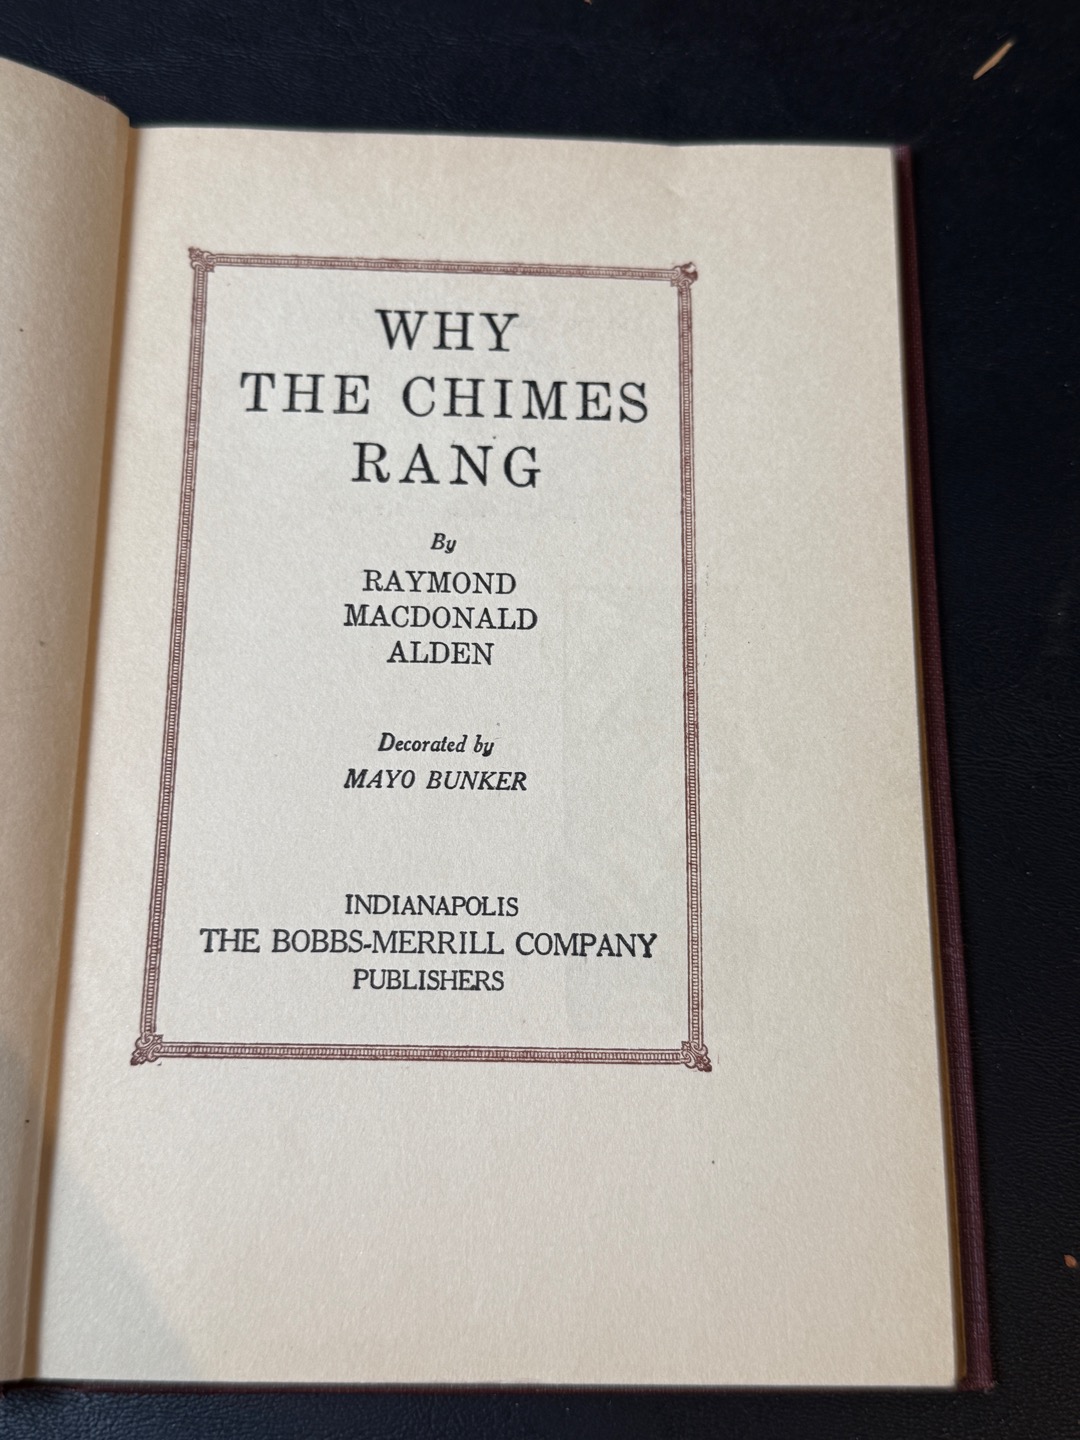 WHY
THE CHIMES
RANG
By
RAYMOND
MACDONALD
ALDEN
Decorated by
MAYO BUNKER
INDIANAPOLIS
THE BOBBS-MERRILL COMPANY
PUBLISHERS